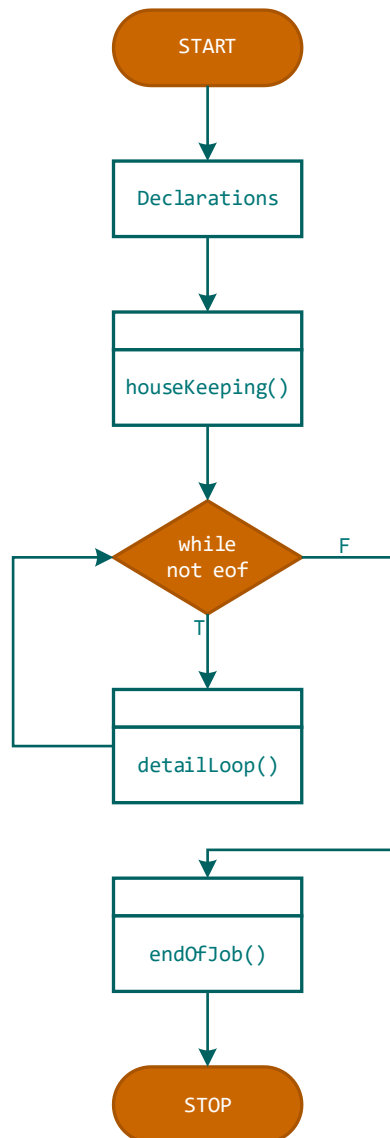 START
Declarations
houseKeeping()
while
not eof
F
T
detailLoop()
endOfJob()
STOP